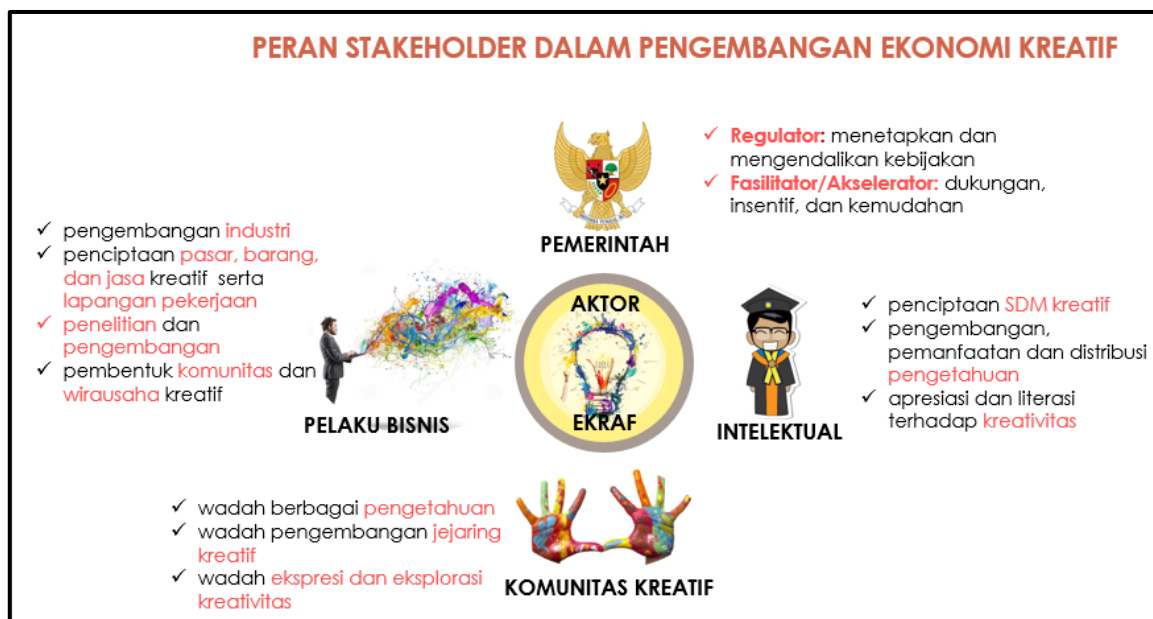 PERAN STAKEHOLDER DALAM PENGEMBANGAN EKONOMI KREATIF
✓ Regulator: menetapkan dan
mengendalikan kebijakan
✓ Fasilitator/Akselerator: dukungan,
insentif, dan kemudahan
PEMERINTAH
✓ pengembangan industri
✓ penciptaan pasar, barang,
dan jasa kreatif serta
lapangan pekerjaan
✓ penelitian dan
pengembangan
✓ pembentuk komunitas dan
wirausaha kreatif
PELAKU BISNIS
AKTOR
EKRAF
INTELEKTUAL
✓ penciptaan SDM kreatif
✓ pengembangan,
pemanfaatan dan distribusi
pengetahuan
✓ apresiasi dan literasi
terhadap kreativitas
✓ wadah berbagai pengetahuan
✓ wadah pengembangan jejaring
kreatif
✓ wadah ekspresi dan eksplorasi
kreativitas
KOMUNITAS KREATIF